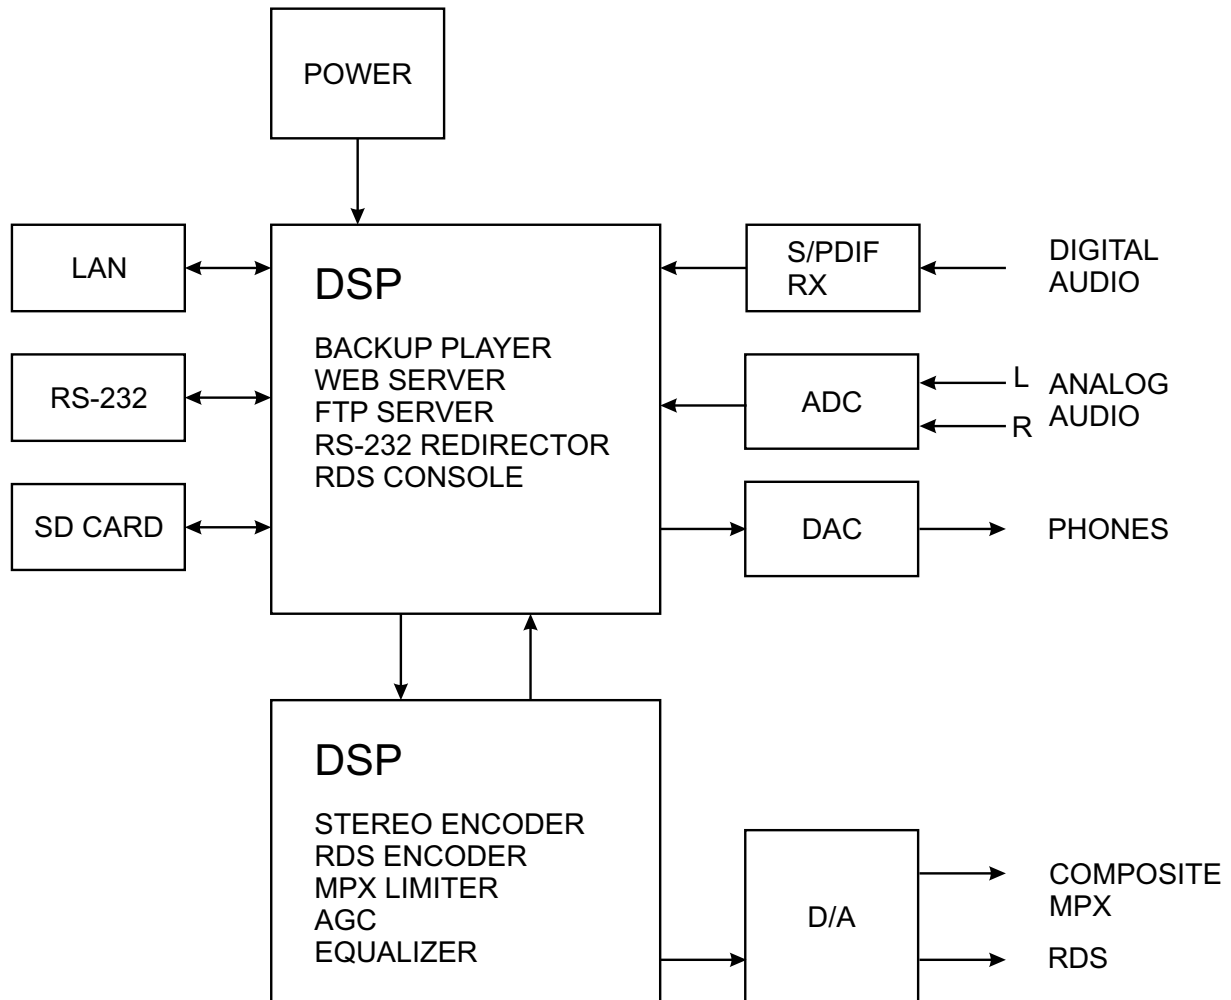 POWER
LAN
RS-232
SD CARD
DSP
BACKUP PLAYER
WEB SERVER
FTP SERVER
RS-232 REDIRECTOR
RDS CONSOLE
S/PDIF
RX
DIGITAL
AUDIO
ADC
L
R
ANALOG
AUDIO
DAC
PHONES
DSP
STEREO ENCODER
RDS ENCODER
MPX LIMITER
AGC
EQUALIZER
D/A
COMPOSITE
MPX
RDS